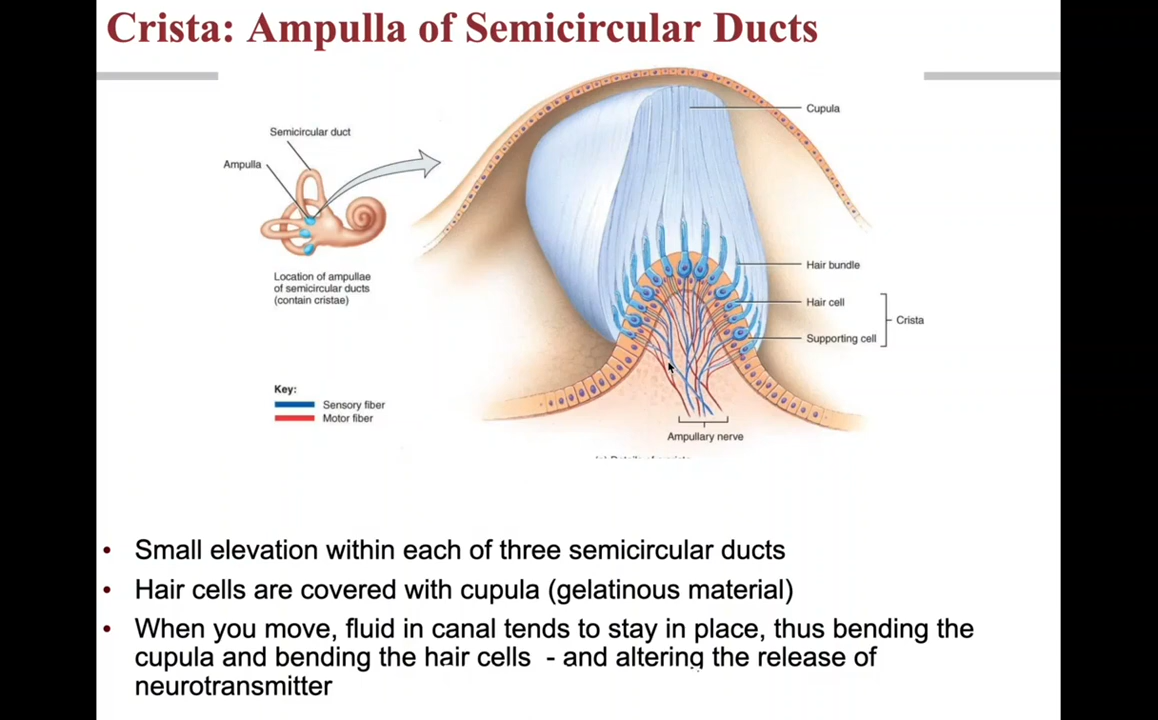 Crista: Ampulla of Semicircular Ducts
Semicircular duct
Ampulla
Cupula
Location of ampullae
of semicircular ducts
(contain cristae)
Hair bundle
Hair cell
Crista
Supporting cell
Key:
Sensory fiber
Motor fiber
Ampullary nerve
• Small elevation within each of three semicircular ducts
• Hair cells are covered with cupula (gelatinous material)
• When you move, fluid in canal tends to stay in place, thus bending the
cupula and bending the hair cells - and altering the release of
neurotransmitter